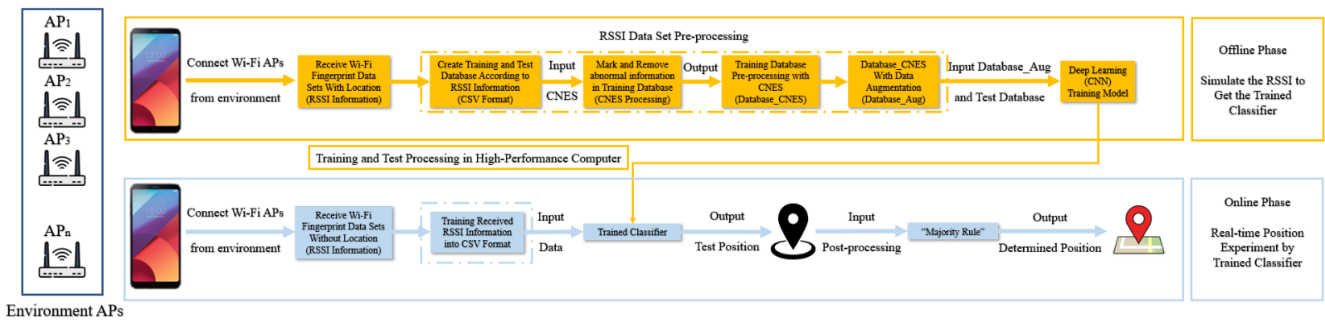 AP1
AP2
AP3
APn
Environment APs
RSSI Data Set Pre-processing
Connect Wi-Fi APs
from environment
Receive Wi-Fi
Fingerprint Data
Sets With Location
(RSSI Information)
Create Training and Test
Database According to
RSSI Information
(CSV Format)
Input
CNES
Mark and Remove
abnormal information
in Training Database
(CNES Processing)
Output
Training Database
Pre-processing with
CNES
(Database_CNES)
Database_CNES
With Data
Augmentation
(Database_Aug)
Input Database_Aug
and Test Database
Deep Learning
(CNN)
Training Model
Offline Phase
Simulate the RSSI to
Get the Trained
Classifier
Training and Test Processing in High-Performance Computer
Connect Wi-Fi APs
from environment
Receive Wi-Fi
Fingerprint Data Sets
Without Location
(RSSI Information)
Training Received
RSSI Information
into CSV Format
Input
Data
Trained Classifier
Output
Test Position
Input
Post-processing
"Majority Rule"
Output
Determined Position
Online Phase
Real-time Position
Experiment by
Trained Classifier